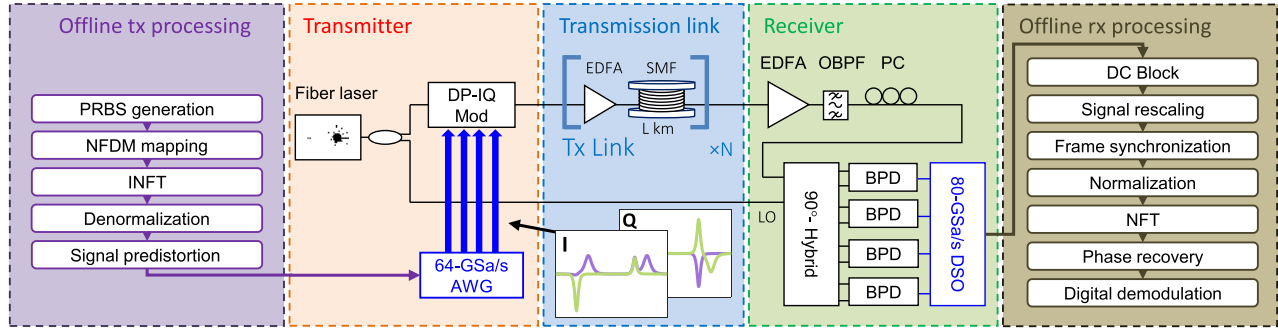 Offline tx processing
PRBS generation
NFDM mapping
INFT
Denormalization
Signal predistortion
Transmitter
Fiber laser
DP-IQ
Mod
64-GSa/s
AWG
I
Q
Transmission link
EDFA
SMF
L km
Tx Link
×N
Receiver
EDFA
OBPF
PC
LO
90°- Hybrid
BPD
BPD
BPD
BPD
80-GSa/s DSO
Offline rx processing
DC Block
Signal rescaling
Frame synchronization
Normalization
NFT
Phase recovery
Digital demodulation